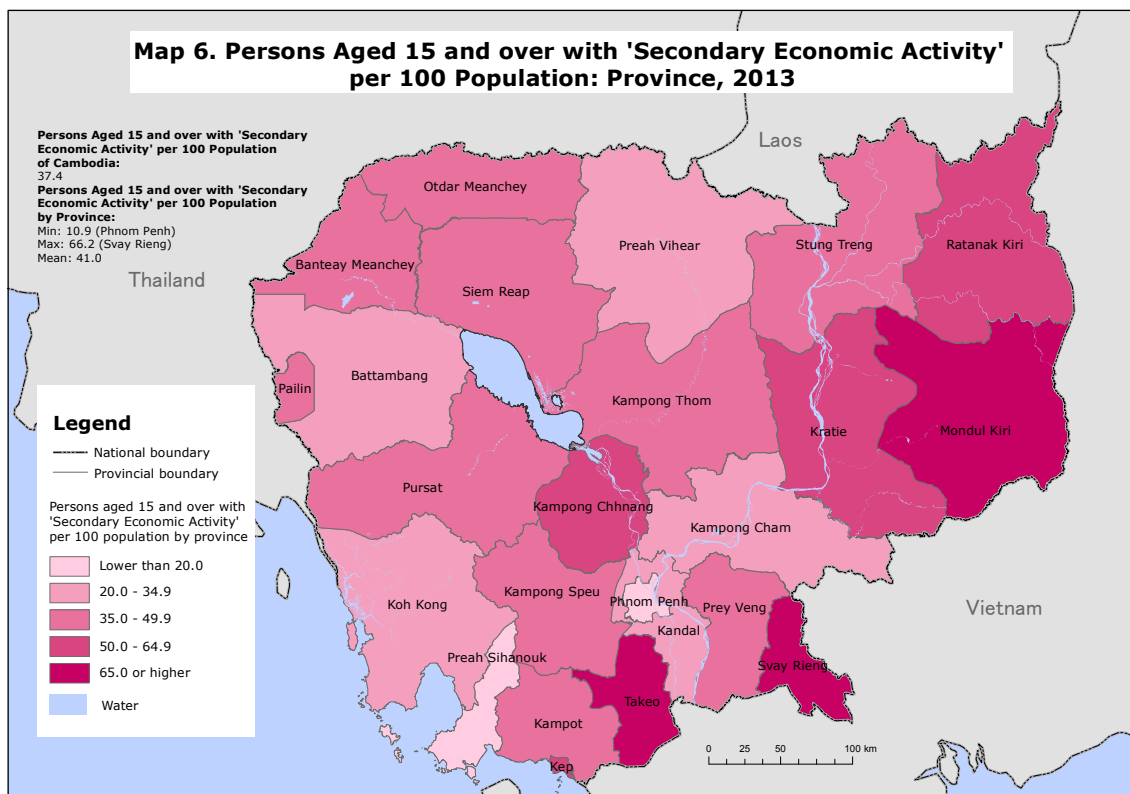 Map 6. Persons Aged 15 and over with 'Secondary Economic Activity'
per 100 Population: Province, 2013
Persons Aged 15 and over with 'Secondary
Economic Activity' per 100 Population
of Cambodia:
37.4
Persons Aged 15 and over with 'Secondary
Economic Activity' per 100 Population
by Province:
Min: 10.9 (Phnom Penh)
Max: 66.2 (Svay Rieng)
Mean: 41.0
Laos
Thailand
Vietnam
Otdar Meanchey
Preah Vihear
Stung Treng
Ratanak Kiri
Banteay Meanchey
Siem Reap
Battambang
Pailin
Kampong Thom
Kratie
Mondul Kiri
Pursat
Kampong Chhnang
Kampong Cham
Koh Kong
Kampong Speu
Phnom Penh
Prey Veng
Kandal
Preah Sihanouk
Svay Rieng
Takeo
Kampot
Kep
Legend
National boundary
Provincial boundary
Persons aged 15 and over with
'Secondary Economic Activity'
per 100 population by province
Lower than 20.0
20.0 - 34.9
35.0 - 49.9
50.0 - 64.9
65.0 or higher
Water
0 25 50 100 km